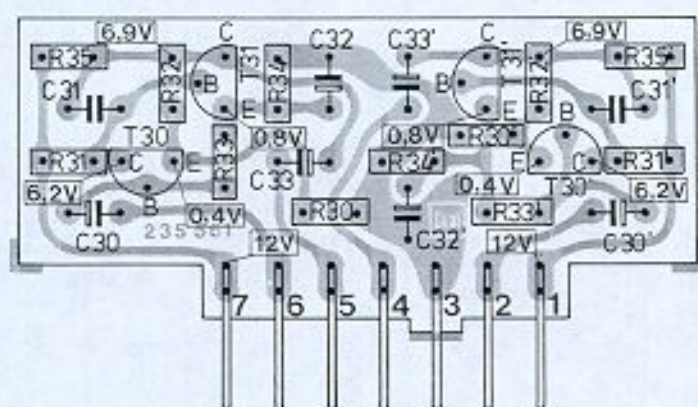 6,9V
C
C32
C33'
C
6,9V
R35
R32
T31
R34
T31'
R32'
R35'
C31
B
B
C31'
E
0,8V
0,8V
E
R30'
B
T30
R33
R31
C
E
C33
R34'
E
C
R31'
6,2V
B
0,4V
R30
0,4V
R33'
T30'
6,2V
C30
235 561
C32'
C30'
12V
12V
7
6
5
4
3
2
1